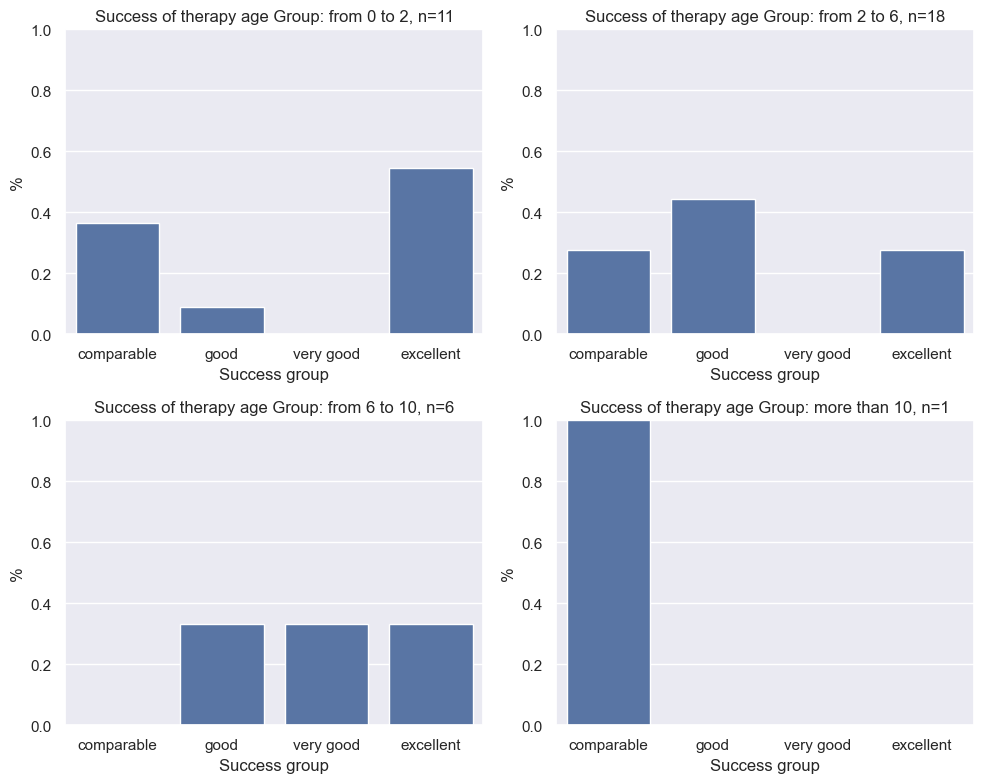 Success of therapy age Group: from 0 to 2, n=11
1.0
0.8
0.6
0.4
0.2
0.0
%
comparable good very good excellent
Success group
Success of therapy age Group: from 2 to 6, n=18
1.0
0.8
0.6
0.4
0.2
0.0
%
comparable good very good excellent
Success group
Success of therapy age Group: from 6 to 10, n=6
1.0
0.8
0.6
0.4
0.2
0.0
%
comparable good very good excellent
Success group
Success of therapy age Group: more than 10, n=1
1.0
0.8
0.6
0.4
0.2
0.0
%
comparable good very good excellent
Success group